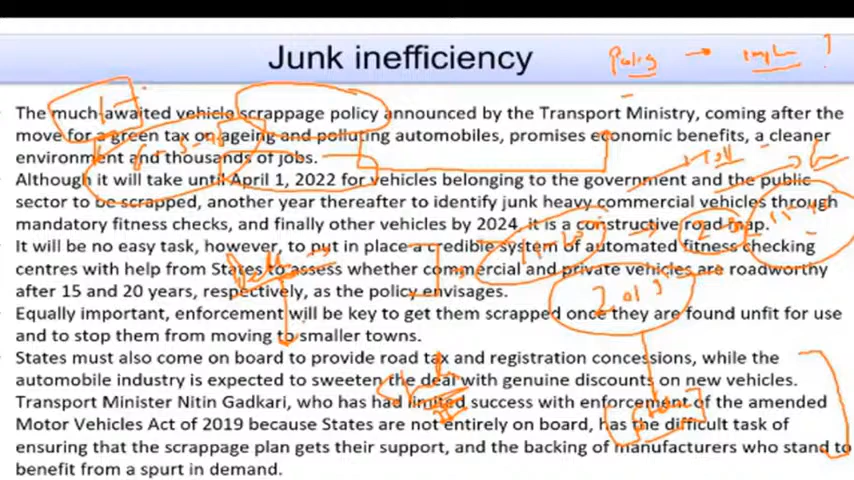 Junk inefficiency
The much-awaited vehicle scrappage policy announced by the Transport Ministry, coming after the
move for a green tax on ageing and polluting automobiles, promises economic benefits, a cleaner
environment and thousands of jobs.
Although it will take until April 1, 2022 for vehicles belonging to the government and the public
sector to be scrapped, another year thereafter to identify junk heavy commercial vehicles through
mandatory fitness checks, and finally other vehicles by 2024, it is a constructive road map.
It will be no easy task, however, to put in place a credible system of automated fitness checking
centres with help from States to assess whether commercial and private vehicles are roadworthy
after 15 and 20 years, respectively, as the policy envisages.
Equally important, enforcement will be key to get them scrapped once they are found unfit for use
and to stop them from moving to smaller towns.
States must also come on board to provide road tax and registration concessions, while the
automobile industry is expected to sweeten the deal with genuine discounts on new vehicles.
Transport Minister Nitin Gadkari, who has had limited success with enforcement of the amended
Motor Vehicles Act of 2019 because States are not entirely on board, has the difficult task of
ensuring that the scrappage plan gets their support, and the backing of manufacturers who stand to
benefit from a spurt in demand.